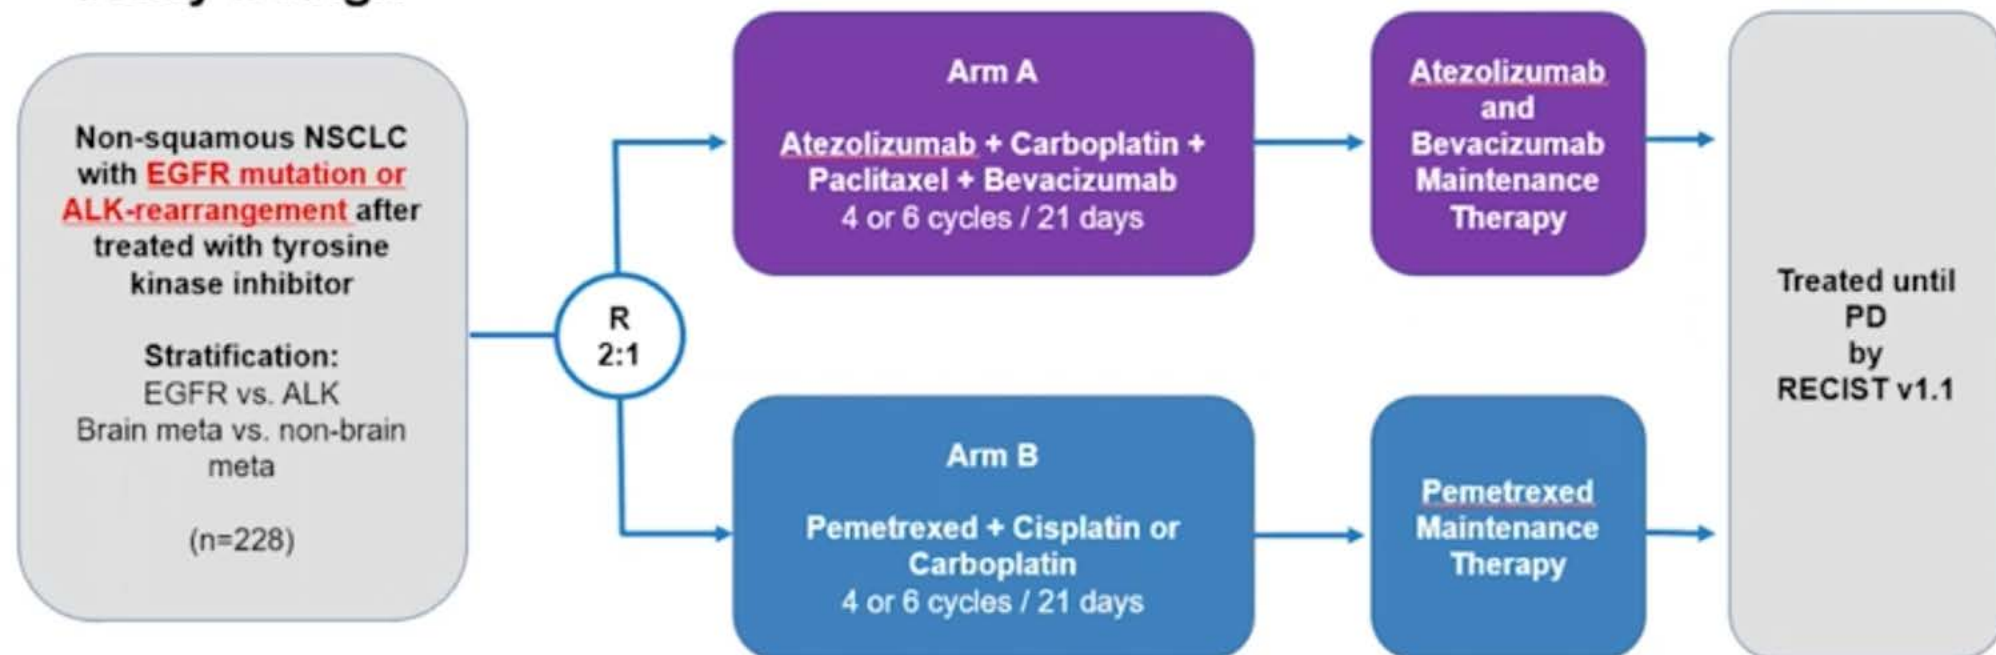 Non-squamous NSCLC
with EGFR mutation or
ALK-rearrangement after
treated with tyrosine
kinase inhibitor
Stratification:
EGFR vs. ALK
Brain meta vs. non-brain
meta
(n=228)
R
2:1
Arm A
Atezolizumab + Carboplatin +
Paclitaxel + Bevacizumab
4 or 6 cycles / 21 days
Atezolizumab
and
Bevacizumab
Maintenance
Therapy
Arm B
Pemetrexed + Cisplatin or
Carboplatin
4 or 6 cycles / 21 days
Pemetrexed
Maintenance
Therapy
Treated until
PD
by
RECIST v1.1